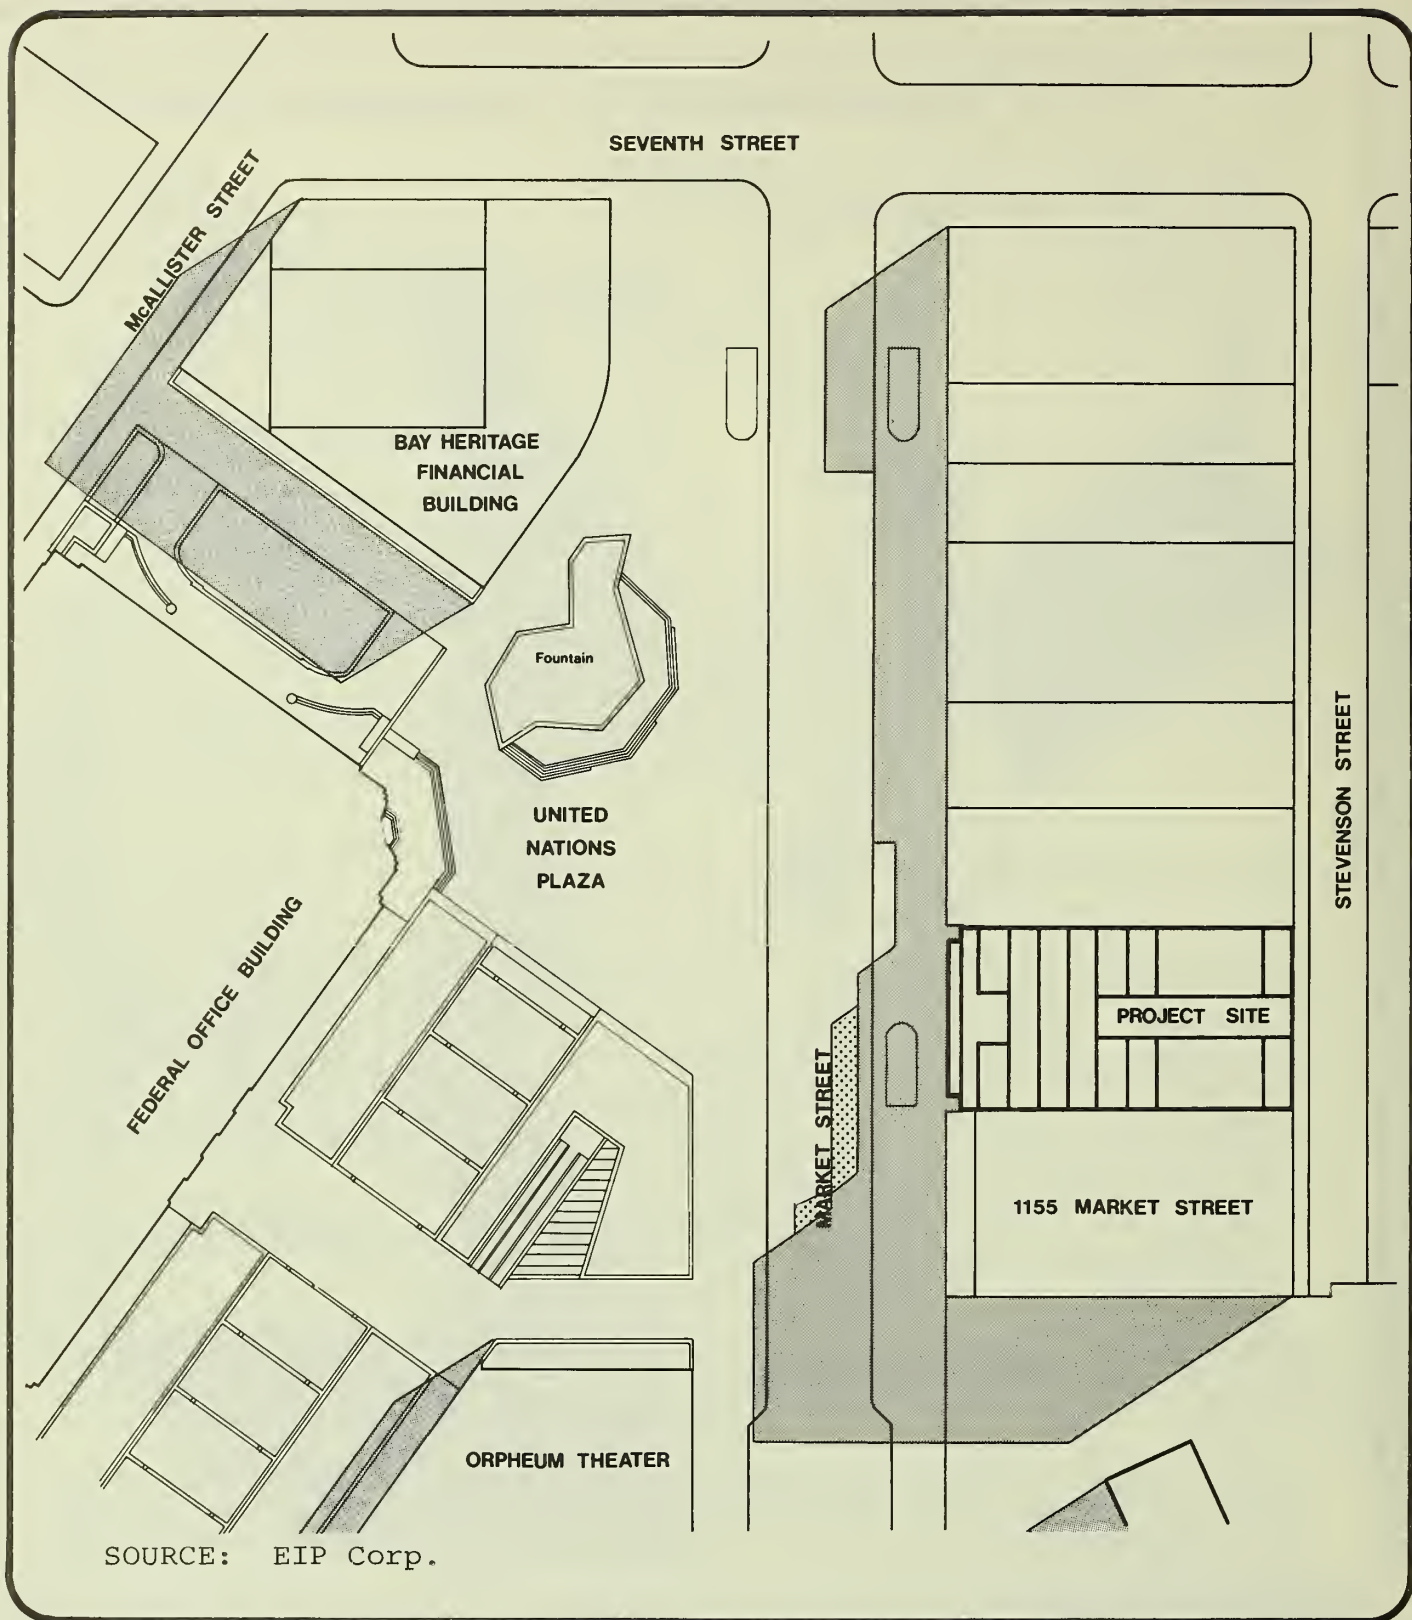 SEVENTH STREET
McALLISTER STREET
BAY HERITAGE
FINANCIAL
BUILDING
Fountain
UNITED
NATIONS
PLAZA
FEDERAL OFFICE BUILDING
MARKET STREET
STEVENSON STREET
PROJECT SITE
1155 MARKET STREET
ORPHEUM THEATER
SOURCE: EIP Corp.